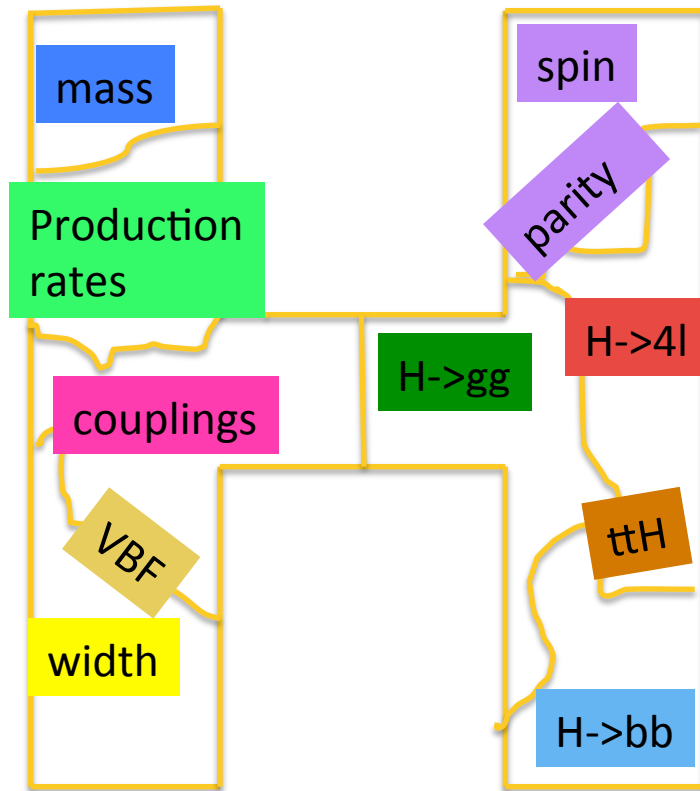 mass
spin
parity
Production
rates
H->4l
H->gg
couplings
VBF
ttH
width
H->bb